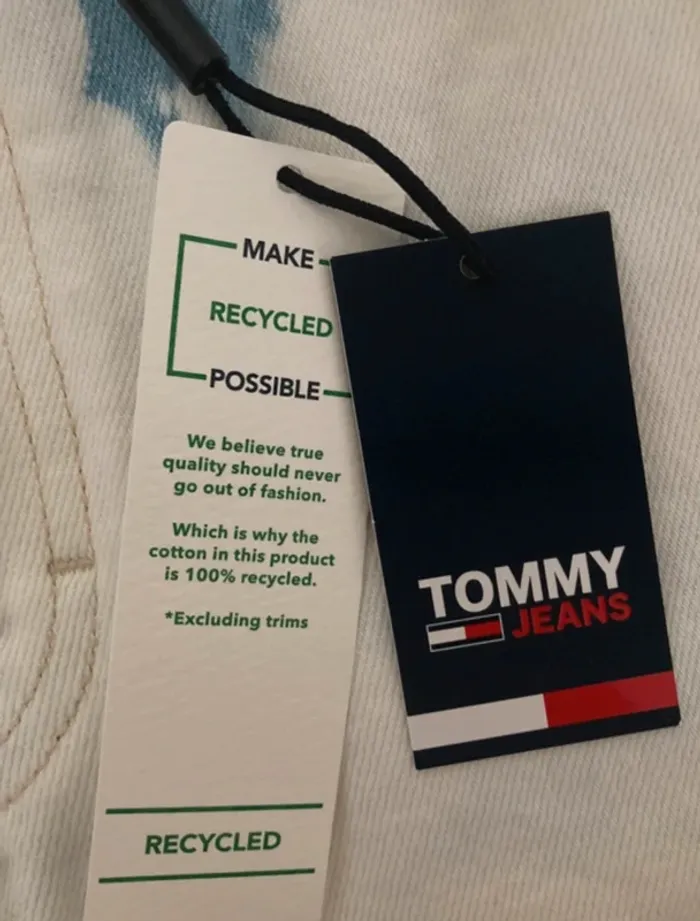 MAKE
RECYCLED
POSSIBLE
We believe true
quality should never
go out of fashion.
Which is why the
cotton in this product
is 100% recycled.
*Excluding trims
RECYCLED
TOMMY
JEANS